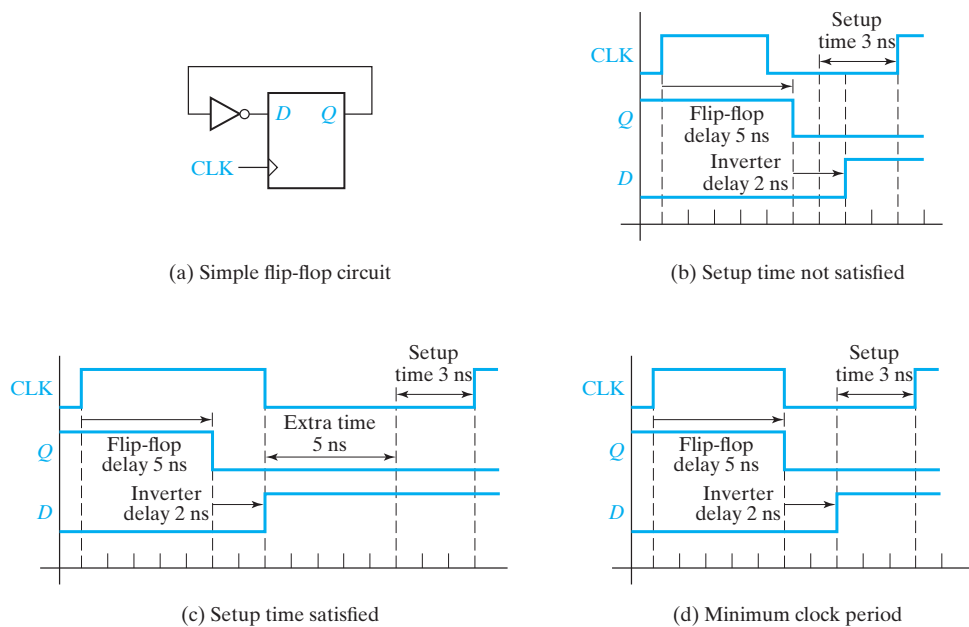 D
Q
CLK
(a) Simple flip-flop circuit
Setup
time 3 ns
CLK
Q
Flip-flop
delay 5 ns
Inverter
delay 2 ns
D
(b) Setup time not satisfied
Setup
time 3 ns
CLK
Extra time
5 ns
Q
Flip-flop
delay 5 ns
Inverter
delay 2 ns
D
(c) Setup time satisfied
Setup
time 3 ns
CLK
Q
Flip-flop
delay 5 ns
Inverter
delay 2 ns
D
(d) Minimum clock period